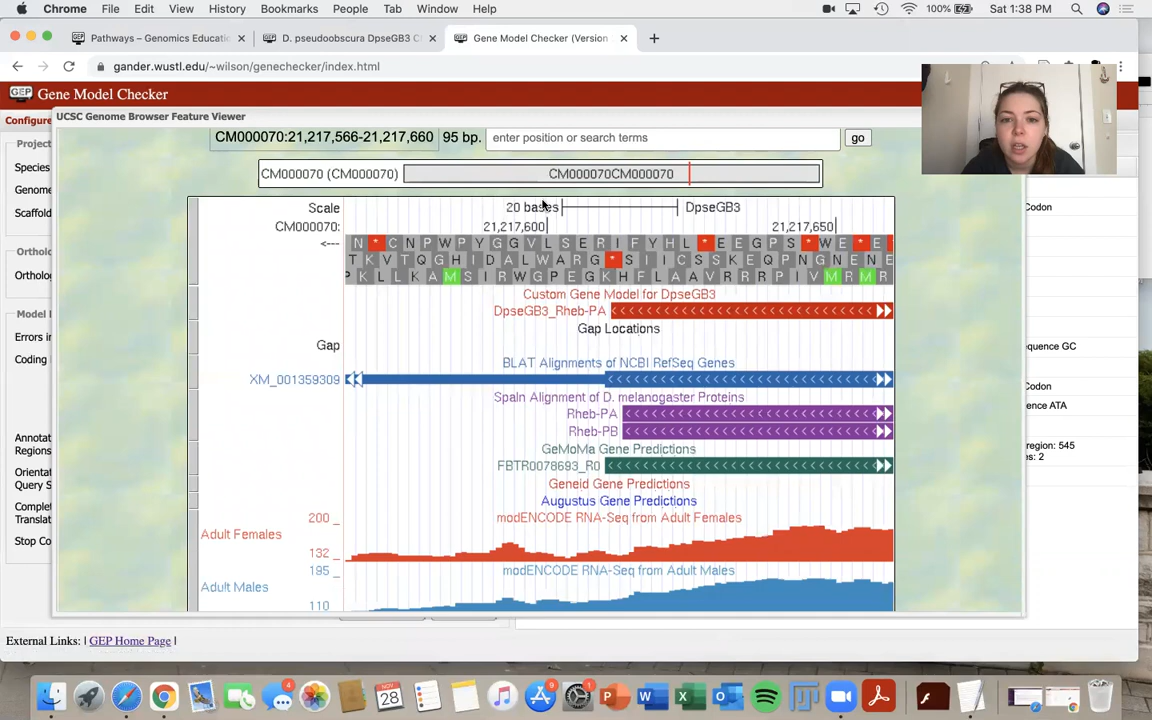 Chrome File Edit View History Bookmarks People Tab Window Help 100% Sat 1:38 PM
Pathways – Genomics Educatio × D. pseudoobscura DpseGB3 C × Gene Model Checker (Version × +
gander.wustl.edu/~wilson/genechecker/index.html
GEP Gene Model Checker
Configure
UCSC Genome Browser Feature Viewer
Project
CM000070:21,217,566-21,217,660 95 bp. enter position or search terms go
Species
CM000070 (CM000070) CM000070CM000070
Genome
Scaffold
Codon
Scale 20 bases DpseGB3
CM000070: 21,217,600 21,217,650
<--- N * C N P W P Y G G V L S E R I F Y H L * E E G P S * W E * E
T K V T Q G H I D A L W A R G * S I I C S S K E Q P N G N E N E
Ortholo
P K L L K A M S I R W G P E G K H F L A A V R R R P I V M R M R
Custom Gene Model for DpseGB3
DpseGB3_Rheb-PA
Model
Gap Locations
Errors in
Gap
equence GC
Coding
BLAT Alignments of NCBI RefSeq Genes
XM_001359309
Codon
Spaln Alignment of D. melanogaster Proteins
ence ATA
Rheb-PA
Rheb-PB
Annotat
Regions
GeMoMa Gene Predictions
region: 545
es: 2
FBTR0078693_R0
Orientat
Query S
Geneid Gene Predictions
Augustus Gene Predictions
Complet
Translat
200 modENCODE RNA-Seq from Adult Females
Adult Females
Stop Co
132
195 modENCODE RNA-Seq from Adult Males
Adult Males
110
External Links: | GEP Home Page |
NOV
28
4
9
1